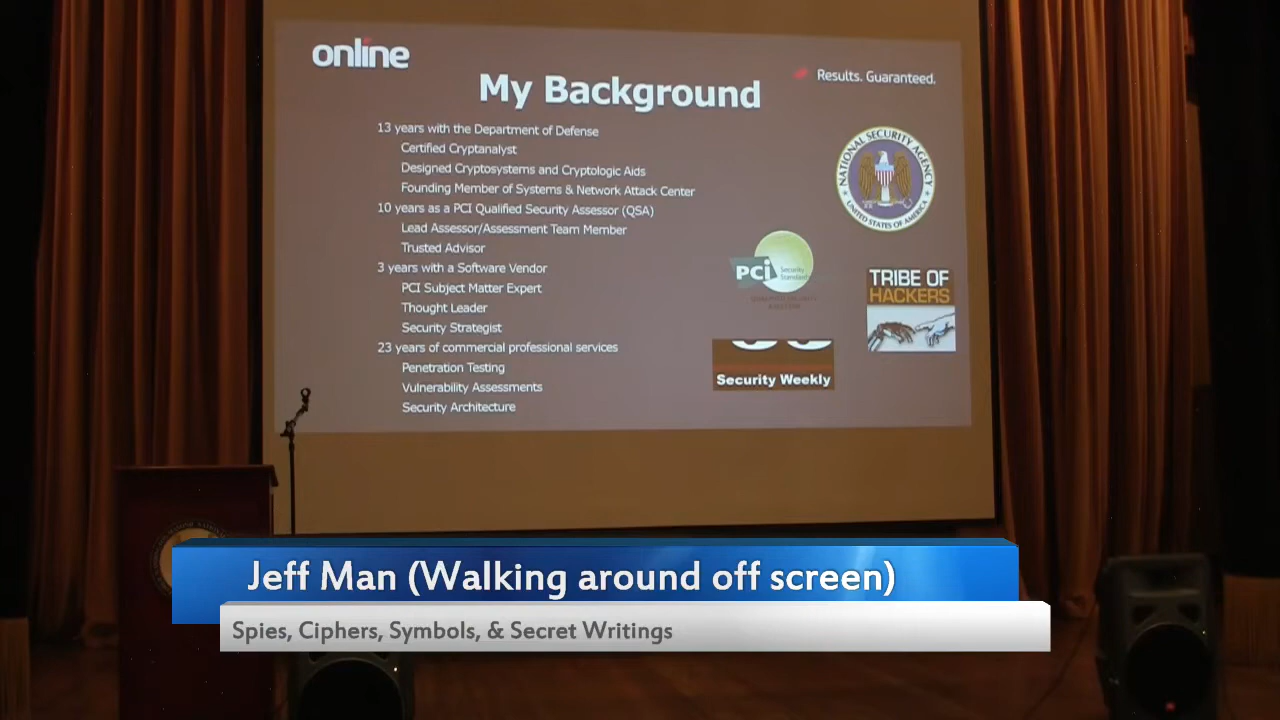 online
Results. Guaranteed.
My Background
13 years with the Department of Defense
Certified Cryptanalyst
Designed Cryptosystems and Cryptologic Aids
Founding Member of Systems & Network Attack Center
10 years as a PCI Qualified Security Assessor (QSA)
Lead Assessor/Assessment Team Member
Trusted Advisor
3 years with a Software Vendor
PCI Subject Matter Expert
Thought Leader
Security Strategist
23 years of commercial professional services
Penetration Testing
Vulnerability Assessments
Security Architecture
NATIONAL SECURITY AGENCY
UNITED STATES OF AMERICA
PCi
Security
Standards
TRIBE OF
HACKERS
Security Weekly
Jeff Man (Walking around off screen)
Spies, Ciphers, Symbols, & Secret Writings